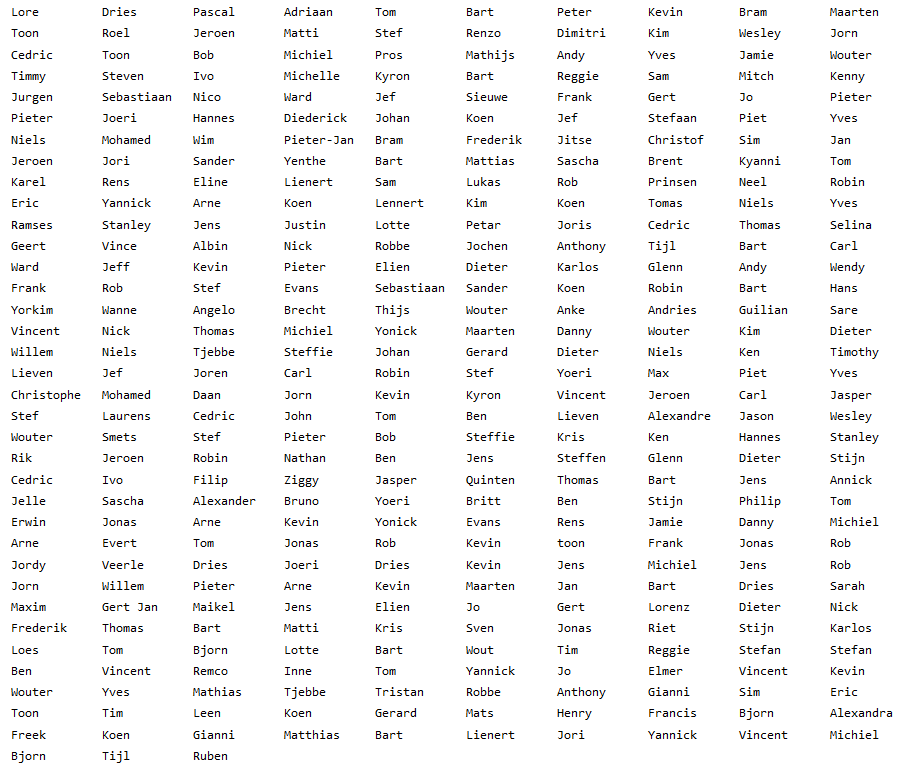 Lore Dries Pascal Adriaan Tom Bart Peter Kevin Bram Maarten
Toon Roel Jeroen Matti Stef Renzo Dimitri Kim Wesley Jorn
Cedric Toon Bob Michiel Pros Mathijs Andy Yves Jamie Wouter
Timmy Steven Ivo Michelle Kyron Bart Reggie Sam Mitch Kenny
Jurgen Sebastiaan Nico Ward Jef Sieuwe Frank Gert Jo Pieter
Pieter Joeri Hannes Diederick Johan Koen Jef Stefaan Piet Yves
Niels Mohamed Wim Pieter-Jan Bram Frederik Jitse Christof Sim Jan
Jeroen Jori Sander Yenthe Bart Mattias Sascha Brent Kyanni Tom
Karel Rens Eline Lienert Sam Lukas Rob Prinsen Neel Robin
Eric Yannick Arne Koen Lennert Kim Koen Tomas Niels Yves
Ramses Stanley Jens Justin Lotte Petar Joris Cedric Thomas Selina
Geert Vince Albin Nick Robbe Jochen Anthony Tijl Bart Carl
Ward Jeff Kevin Pieter Elien Dieter Karlos Glenn Andy Wendy
Frank Rob Stef Evans Sebastiaan Sander Koen Robin Bart Hans
Yorkim Wanne Angelo Brecht Thijs Wouter Anke Andries Guilian Sare
Vincent Nick Thomas Michiel Yonick Maarten Danny Wouter Kim Dieter
Willem Niels Tjebbe Steffie Johan Gerard Dieter Niels Ken Timothy
Lieven Jef Joren Carl Robin Stef Yoeri Max Piet Yves
Christophe Mohamed Daan Jorn Kevin Kyron Vincent Jeroen Carl Jasper
Stef Laurens Cedric John Tom Ben Lieven Alexandre Jason Wesley
Wouter Smets Stef Pieter Bob Steffie Kris Ken Hannes Stanley
Rik Jeroen Robin Nathan Ben Jens Steffen Glenn Dieter Stijn
Cedric Ivo Filip Ziggy Jasper Quinten Thomas Bart Jens Annick
Jelle Sascha Alexander Bruno Yoeri Britt Ben Stijn Philip Tom
Erwin Jonas Arne Kevin Yonick Evans Rens Jamie Danny Michiel
Arne Evert Tom Jonas Rob Kevin toon Frank Jonas Rob
Jordy Veerle Dries Joeri Dries Kevin Jens Michiel Jens Rob
Jorn Willem Pieter Arne Kevin Maarten Jan Bart Dries Sarah
Maxim Gert Jan Maikel Jens Elien Jo Gert Lorenz Dieter Nick
Frederik Thomas Bart Matti Kris Sven Jonas Riet Stijn Karlos
Loes Tom Bjorn Lotte Bart Wout Tim Reggie Stefan Stefan
Ben Vincent Remco Inne Tom Yannick Jo Elmer Vincent Kevin
Wouter Yves Mathias Tjebbe Tristan Robbe Anthony Gianni Sim Eric
Toon Tim Leen Koen Gerard Mats Henry Francis Bjorn Alexandra
Freek Koen Gianni Matthias Bart Lienert Jori Yannick Vincent Michiel
Bjorn Tijl Ruben